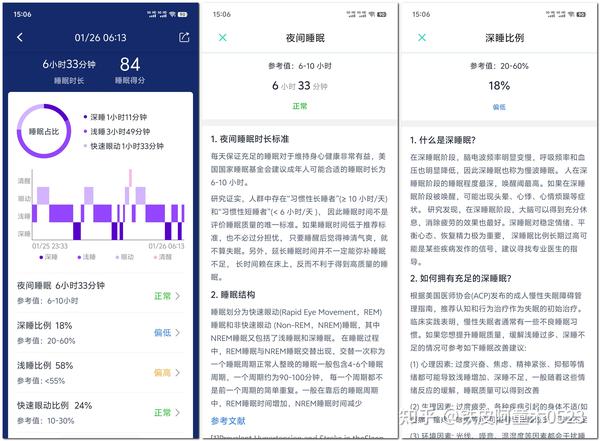 15:06
01/26 06:13
6小时33分钟
睡眠时长
84
睡眠得分
睡眠占比
深睡 1小时11分钟
浅睡 3小时49分钟
快速眼动 1小时33分钟
清醒
眼动
浅睡
深睡
01/25 23:33
01/26 06:13
深睡
浅睡
眼动
清醒
夜间睡眠 6小时33分钟
参考值：6-10小时
正常
深睡比例 18%
参考值：20-60%
偏低
浅睡比例 58%
参考值：<55%
偏高
快速眼动比例 24%
参考值：10-30%
正常
15:06
夜间睡眠
参考值：6-10 小时
6 小时 33 分钟
正常
1. 夜间睡眠时长标准
每天保证充足的睡眠对于维持身心健康非常有益，美
国国家睡眠基金会建议成年人可能合适的睡眠时长为
6-10 小时。
研究证实，人群中存在“习惯性长睡者”(≥ 10 小时/天)
和“习惯性短睡者”(< 6 小时/天 )，因此睡眠时间不是
评价睡眠质量的唯一标准。如果睡眠时间低于推荐标
准，也不必过分担忧， 只要睡醒后觉得神清气爽，就
不算失眠。另外，延长睡眠时间并不一定能弥补睡眠
不足， 长时间赖在床上，反而不利于得到高质量的睡
眠。
2. 睡眠结构
睡眠划分为快速眼动(Rapid Eye Movement，REM)
睡眠和非快速眼动 (Non-REM，NREM)睡眠，其中
NREM睡眠又包括了浅睡眠和深睡眠。 在睡眠过程
中，REM睡眠与NREM睡眠交替出现，交替一次称为
一个睡眠周期正常人整晚的睡眠一般包含4-6个睡眠
周期，一个周期约为90-100分钟， 每一个周期都不
是前一个周期的简单重复。一般在靠后的睡眠周期
中，REM睡眠时间增加，NREM睡眠时间减少
参考文献
15:06
深睡比例
参考值：20-60%
18%
偏低
1. 什么是深睡眠?
在深睡眠阶段，脑电波频率明显变慢，呼吸频率和血
压也明显降低，因此深睡眠也称为慢波睡眠。 人在深
睡眠时期的睡眠程度最深，唤醒阈最高。如果在深睡
眠阶段被唤醒，可能出现头晕、心悸、心情烦躁等症
状。 研究发现，在深睡眠阶段，大脑可以得到充分休
息，消除疲劳的效果也最好。深睡眠对稳定情绪、平
衡心态、恢复精力极为重要， 深睡眠比例长期过高可
能是某些疾病发作的信号，建议寻找专业医生的指
导。
2. 如何拥有充足的深睡眠?
根据美国医师协会(ACP)发布的成人慢性失眠障碍管
理指南，推荐认知和行为治疗作为失眠的初始治疗。
临床实践表明，慢性失眠者通常有一些不良睡眠习
惯。如果您想提升睡眠质量，缓解浅睡过多、深睡不
足的情况可参考如下睡眠改善建议：
(1) 心理因素：过度兴奋、焦虑、精神紧张、抑郁等情
绪都可能导致浅睡增加、深睡不足，一般随着这些情
绪反应的缓解，睡眠质量可以得到改善
(2) 生理因素：过度疲劳、各种疾病引起的身体不适(如
(3) 环境因素：光线、噪音、温湿度等因素都会干扰睡